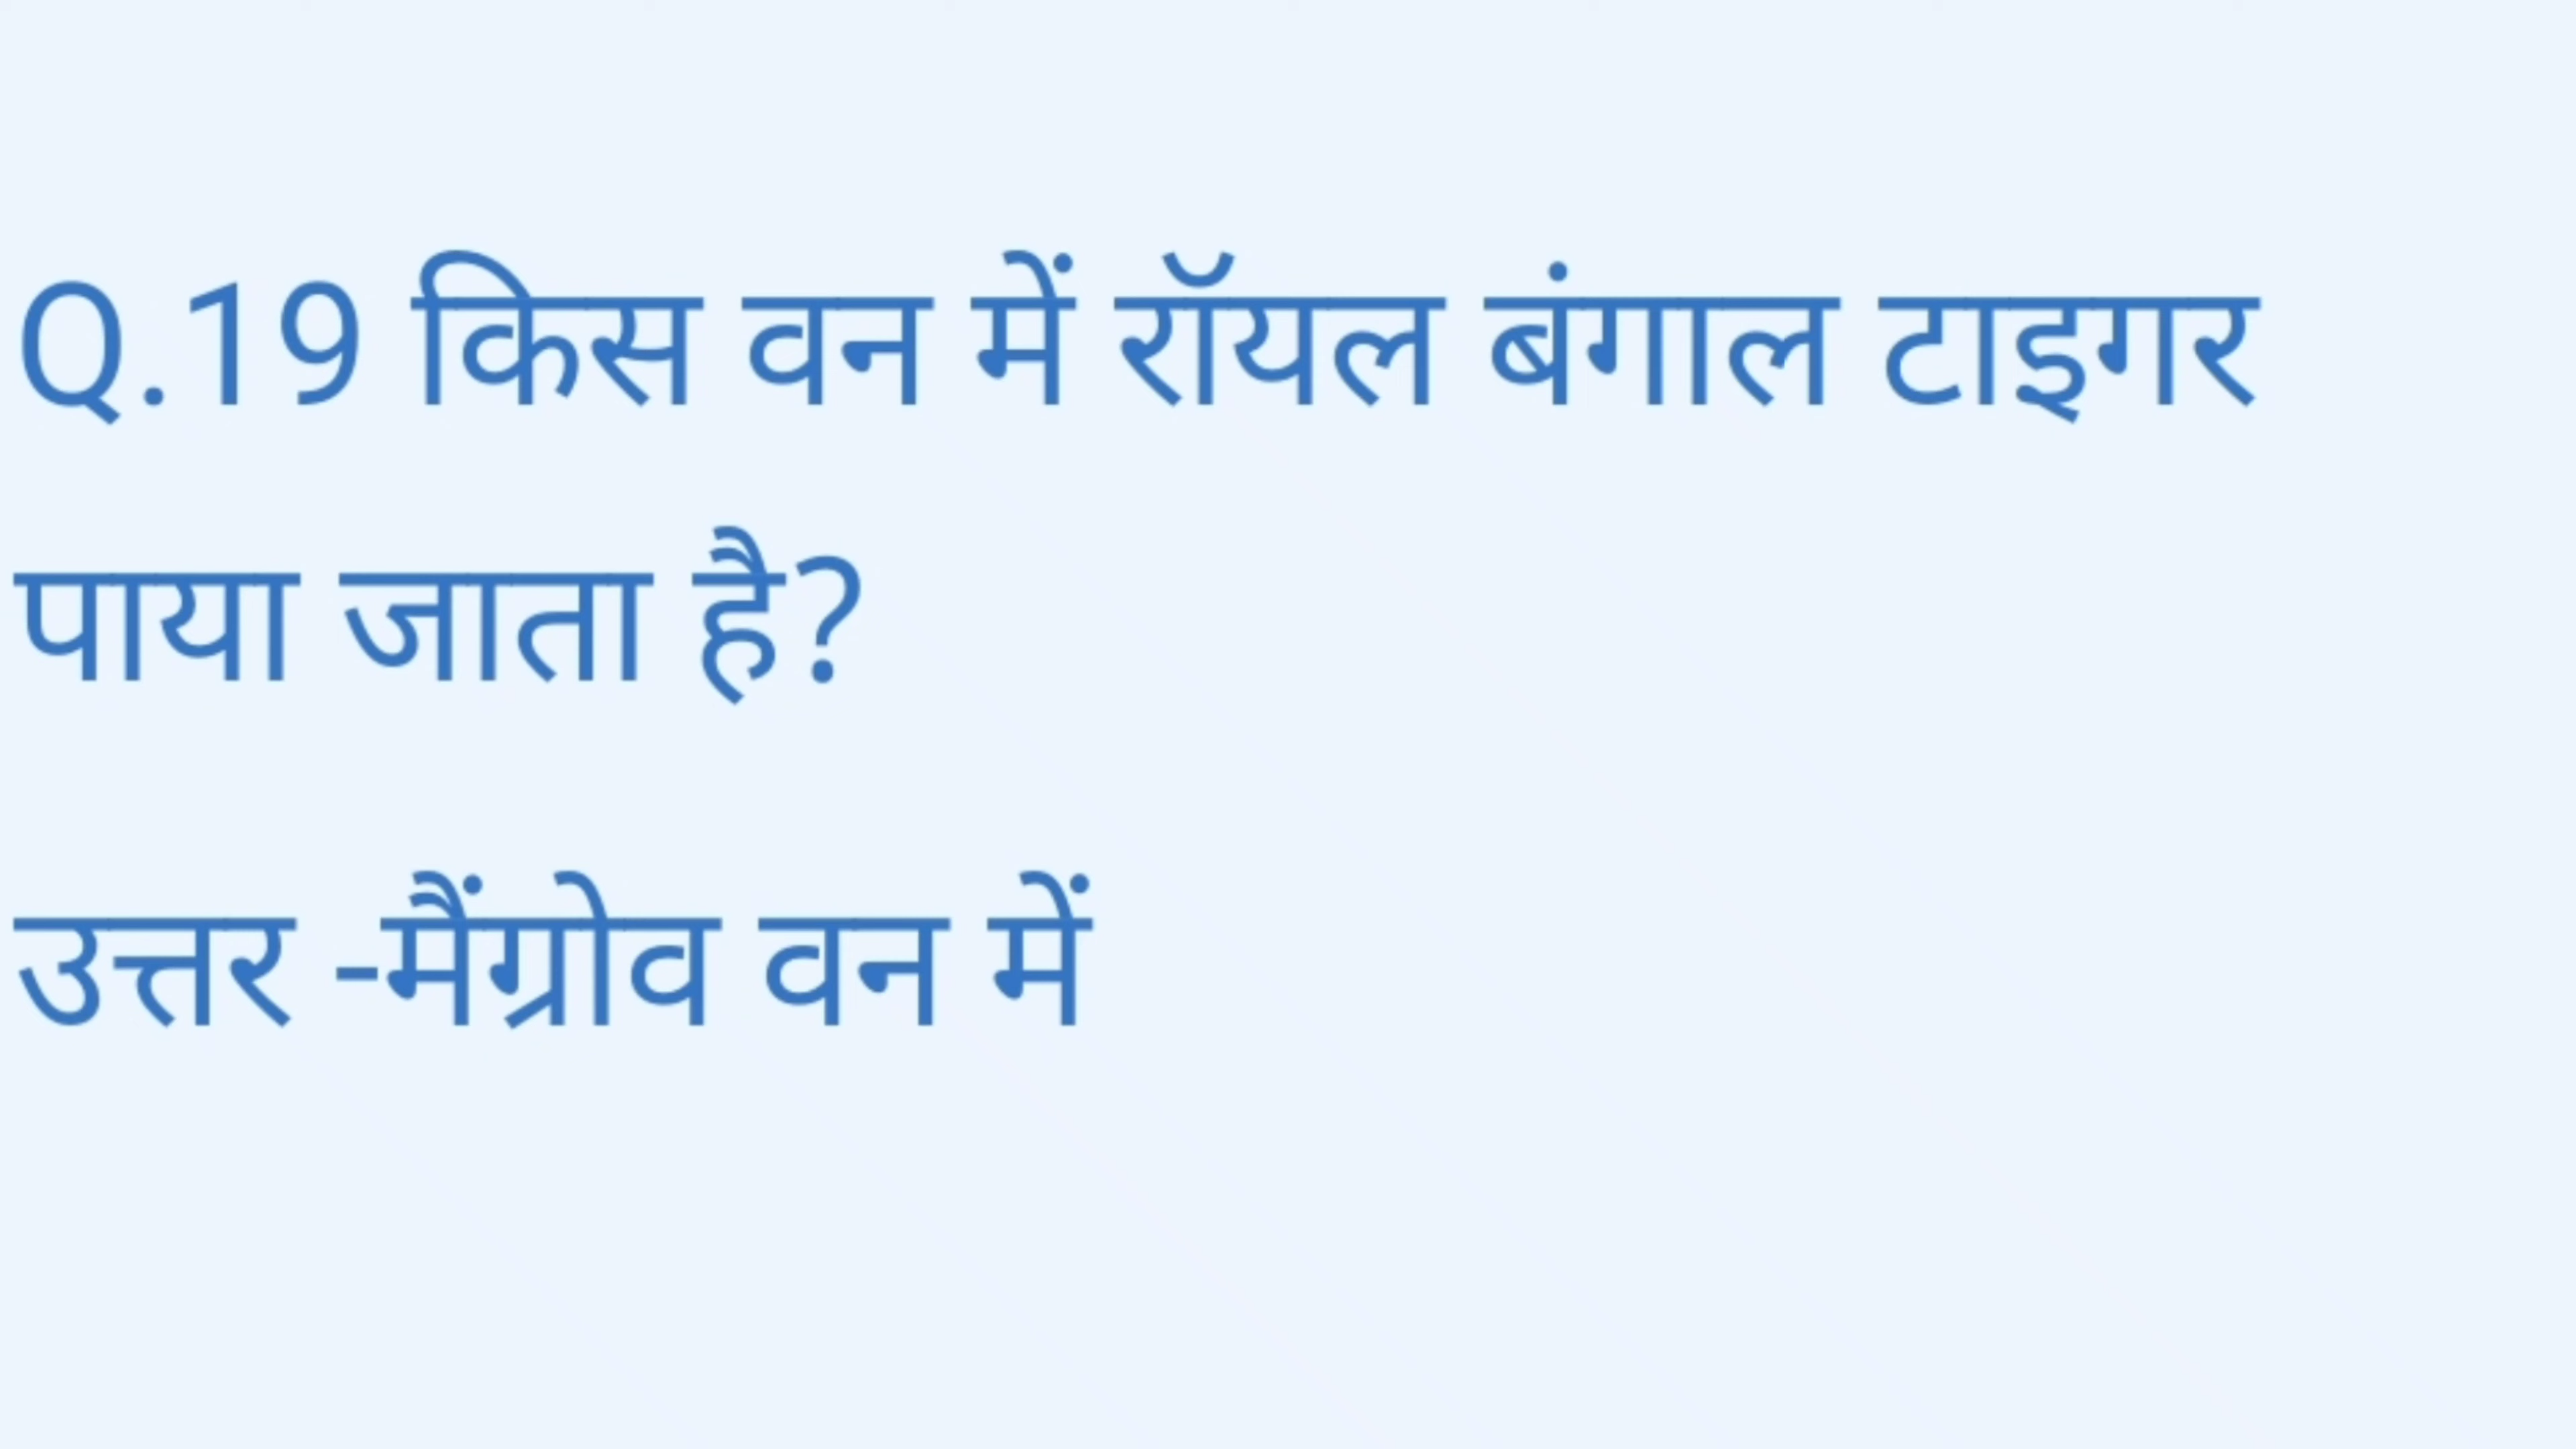 Q.19 किस वन में रॉयल बंगाल टाइगर
पाया जाता है?
उत्तर -मैंग्रोव वन में